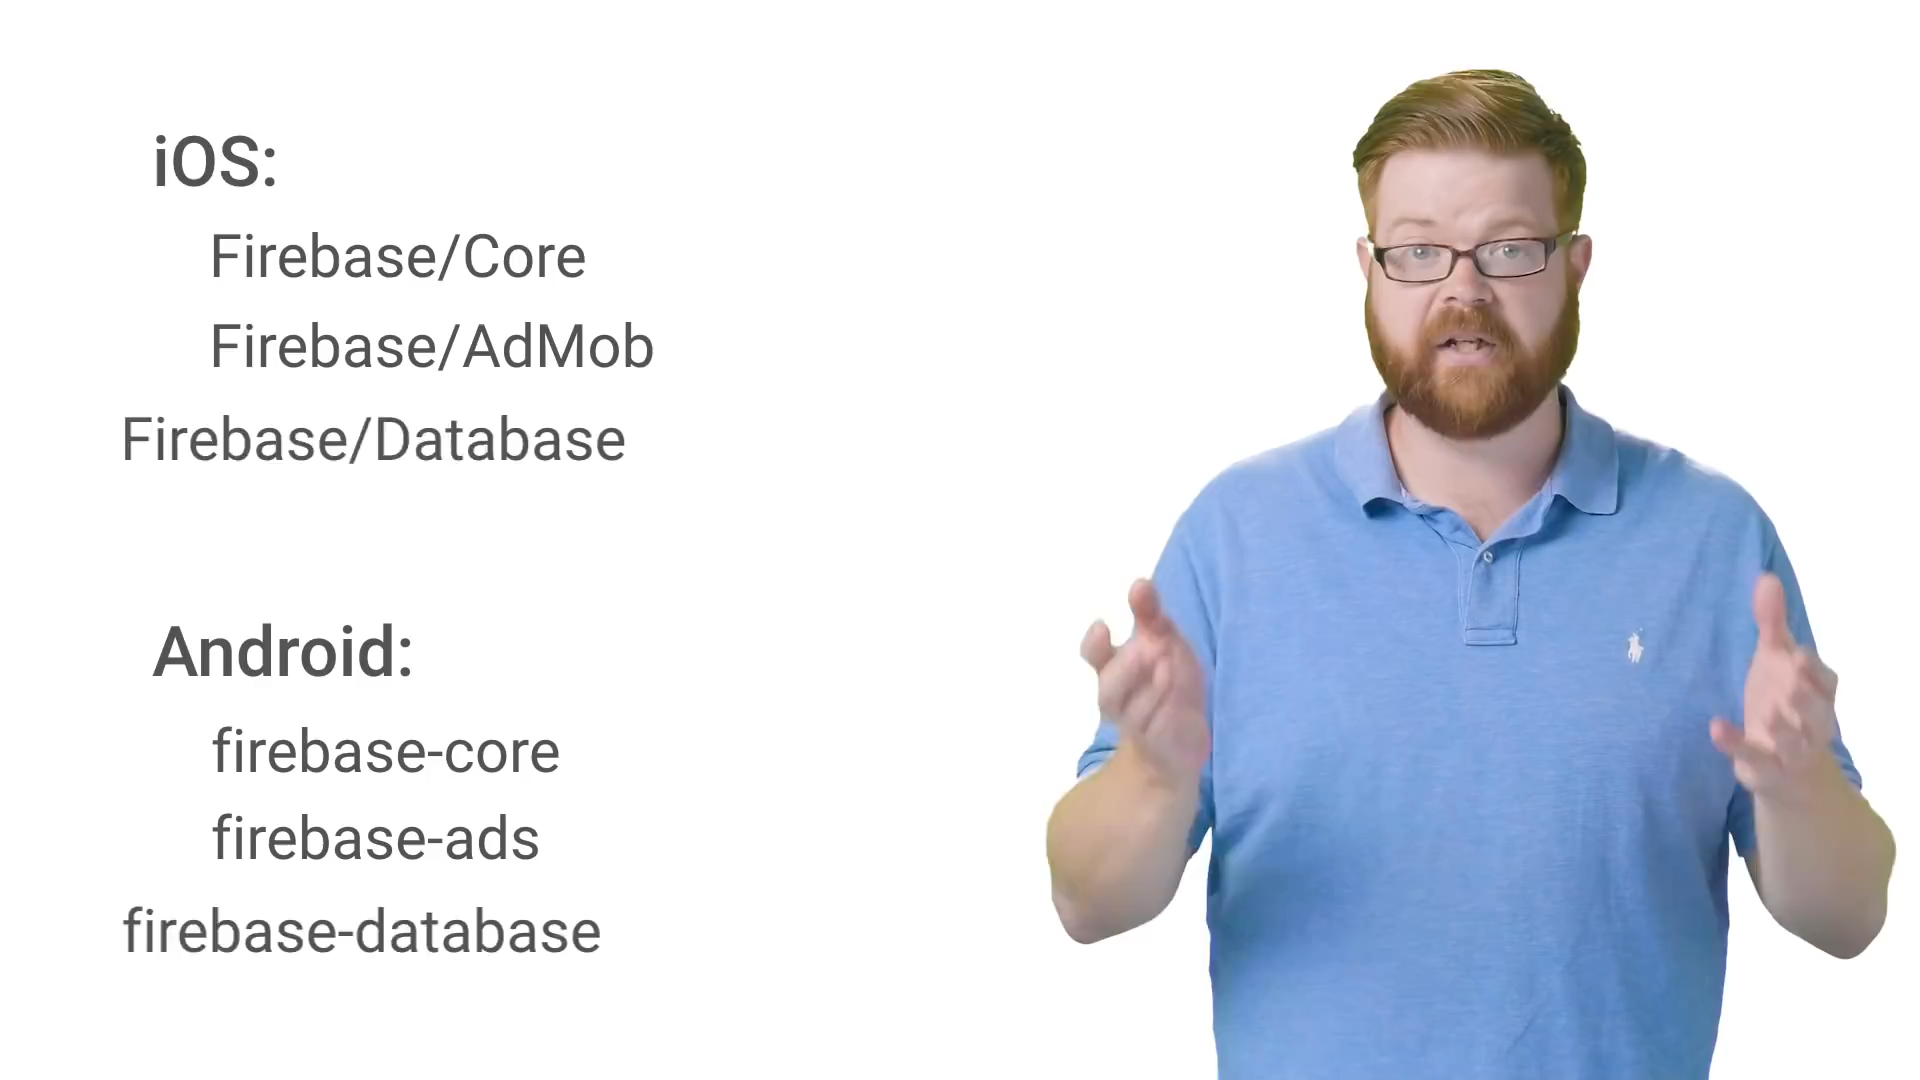 iOS:
Firebase/Core
Firebase/AdMob
Firebase/Database
Android:
firebase-core
firebase-ads
firebase-database